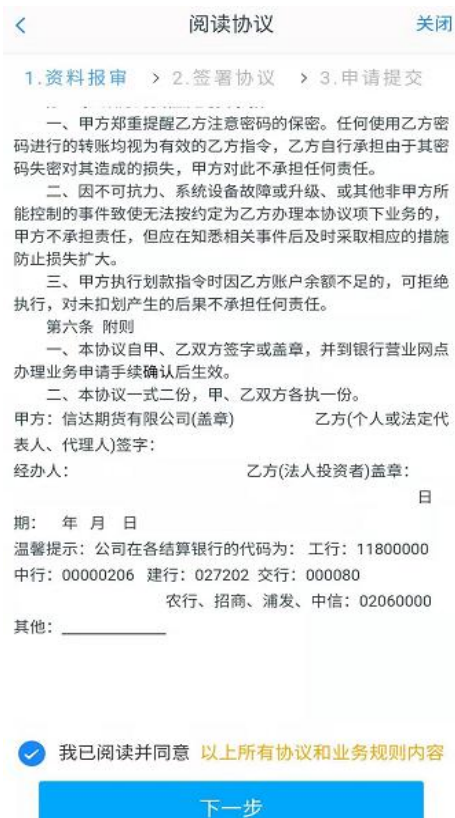 阅读协议
关闭
1.资料报审 > 2.签署协议 > 3.申请提交
一、甲方郑重提醒乙方注意密码的保密。任何使用乙方密
码进行的转账均视为有效的乙方指令，乙方自行承担由于其密
码失密对其造成的损失，甲方对此不承担任何责任。
二、因不可抗力、系统设备故障或升级、或其他非甲方所
能控制的事件致使无法按约定为乙方办理本协议项下业务的，
甲方不承担责任，但应在知悉相关事件后及时采取相应的措施
防止损失扩大。
三、甲方执行划款指令时因乙方账户余额不足的，可拒绝
执行，对未扣划产生的后果不承担任何责任。
第六条 附则
一、本协议自甲、乙双方签字或盖章，并到银行营业网点
办理业务申请手续确认后生效。
二、本协议一式二份，甲、乙双方各执一份。
甲方：信达期货有限公司(盖章) 乙方(个人或法定代
表人、代理人)签字：
经办人： 乙方(法人投资者)盖章：
日
期： 年 月 日
温馨提示：公司在各结算银行的代码为： 工行：11800000
中行：00000206 建行：027202 交行：000080
农行、招商、浦发、中信：02060000
其他：____________
我已阅读并同意 以上所有协议和业务规则内容
下一步